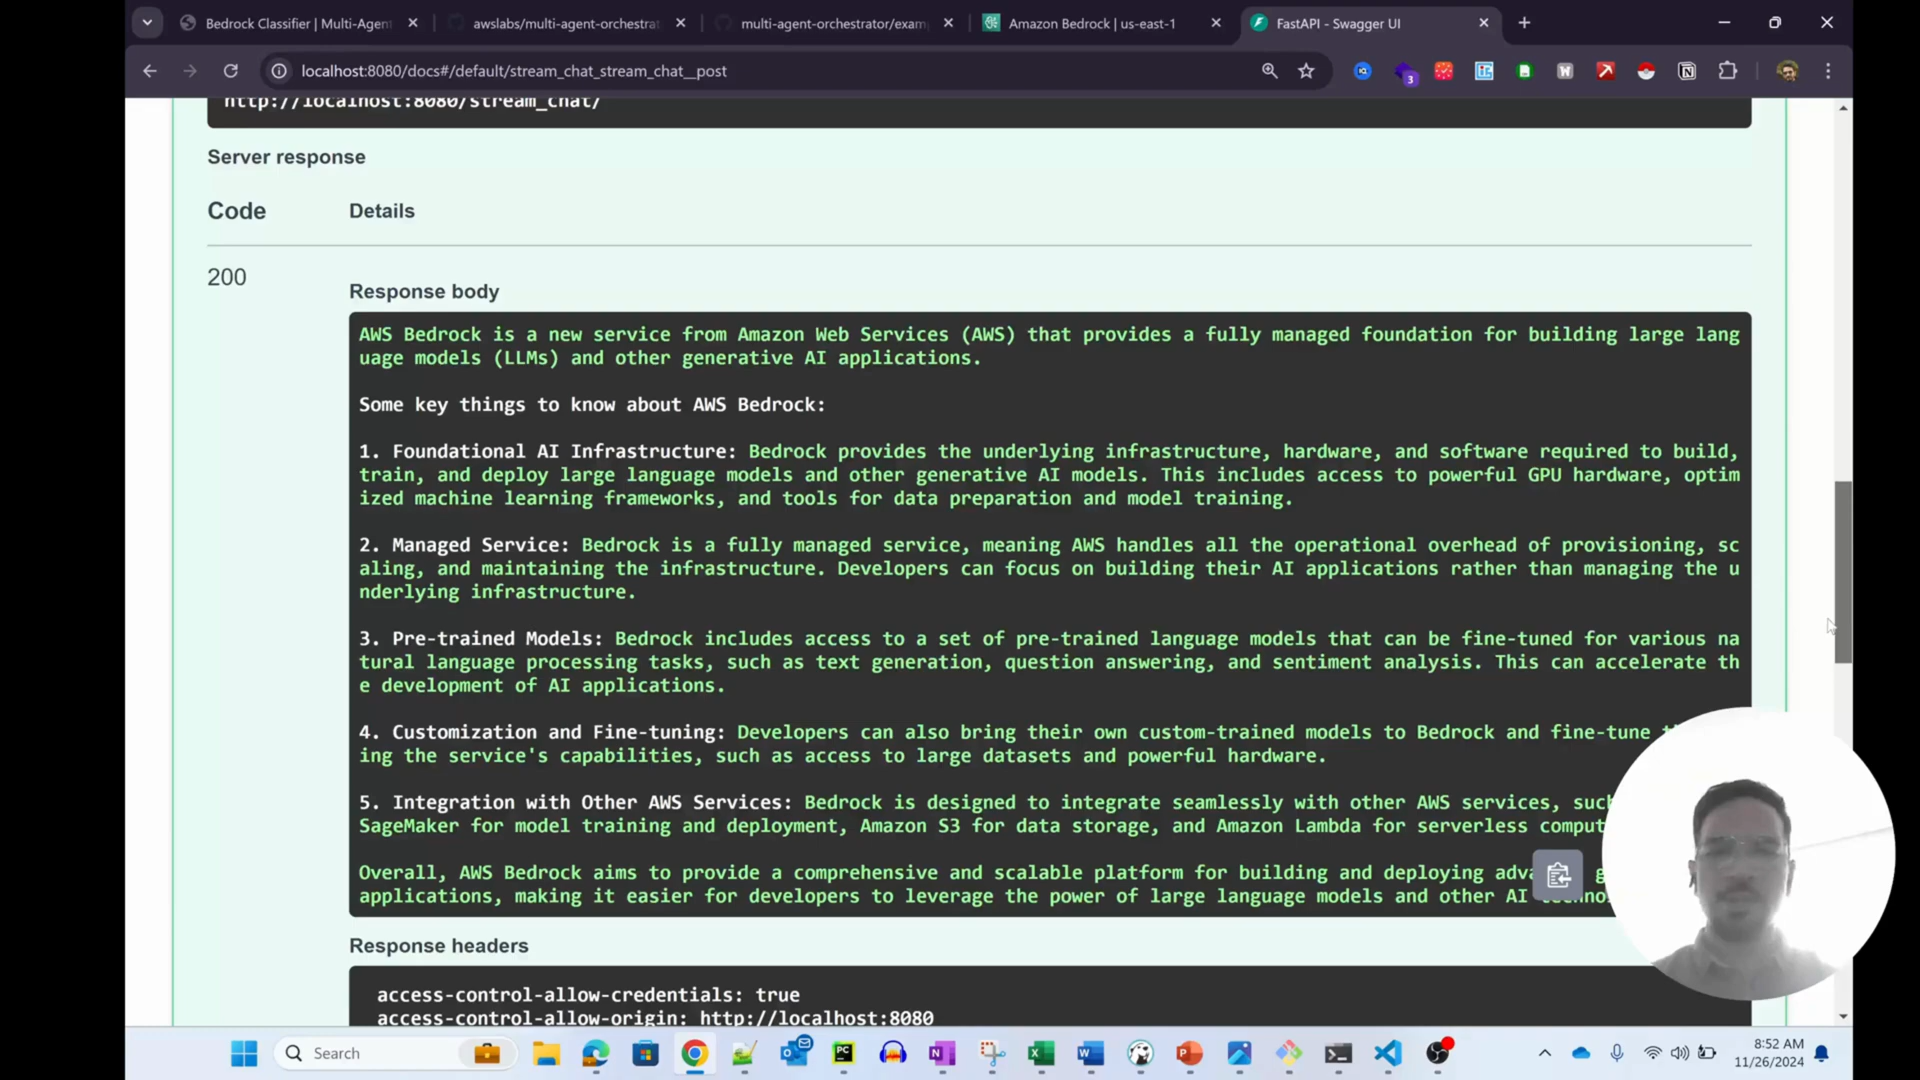 Bedrock Classifier | Multi-Agen
awslabs/multi-agent-orchestrat
multi-agent-orchestrator/exam
Amazon Bedrock | us-east-1
FastAPI - Swagger UI
localhost:8080/docs#/default/stream_chat_stream_chat__post
3
http://localhost:8080/stream_chat/
Server response
Code
Details
200
Response body
AWS Bedrock is a new service from Amazon Web Services (AWS) that provides a fully managed foundation for building large lang
uage models (LLMs) and other generative AI applications.
Some key things to know about AWS Bedrock:
1. Foundational AI Infrastructure: Bedrock provides the underlying infrastructure, hardware, and software required to build,
train, and deploy large language models and other generative AI models. This includes access to powerful GPU hardware, optim
ized machine learning frameworks, and tools for data preparation and model training.
2. Managed Service: Bedrock is a fully managed service, meaning AWS handles all the operational overhead of provisioning, sc
aling, and maintaining the infrastructure. Developers can focus on building their AI applications rather than managing the u
nderlying infrastructure.
3. Pre-trained Models: Bedrock includes access to a set of pre-trained language models that can be fine-tuned for various na
tural language processing tasks, such as text generation, question answering, and sentiment analysis. This can accelerate th
e development of AI applications.
4. Customization and Fine-tuning: Developers can also bring their own custom-trained models to Bedrock and fine-tune
ing the service's capabilities, such as access to large datasets and powerful hardware.
5. Integration with Other AWS Services: Bedrock is designed to integrate seamlessly with other AWS services, suc
SageMaker for model training and deployment, Amazon S3 for data storage, and Amazon Lambda for serverless comput
Overall, AWS Bedrock aims to provide a comprehensive and scalable platform for building and deploying adva g
applications, making it easier for developers to leverage the power of large language models and other AI
Response headers
access-control-allow-credentials: true
access-control-allow-origin: http://localhost:8080
Search
8:52 AM
11/26/2024